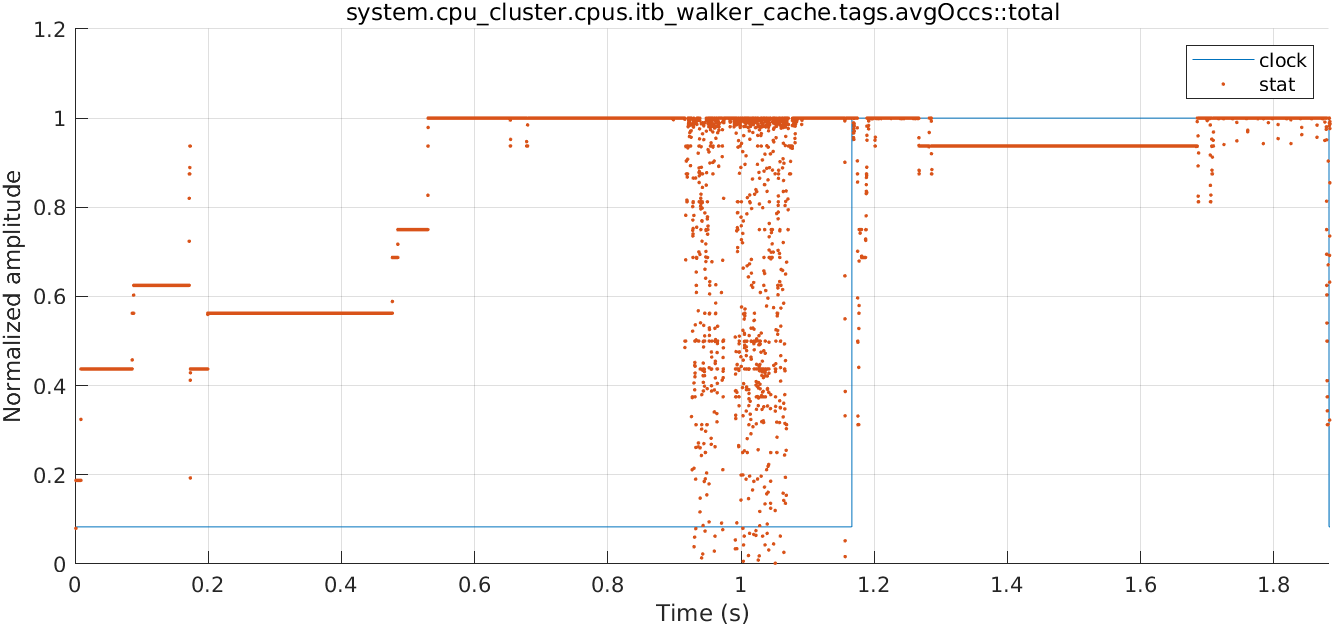 system.cpu_cluster.cpus.itb_walker_cache.tags.avgOccs::total
1.2
1
0.8
0.6
0.4
0.2
0
Normalized amplitude
clock
stat
0 0.2 0.4 0.6 0.8 1 1.2 1.4 1.6 1.8
Time (s)